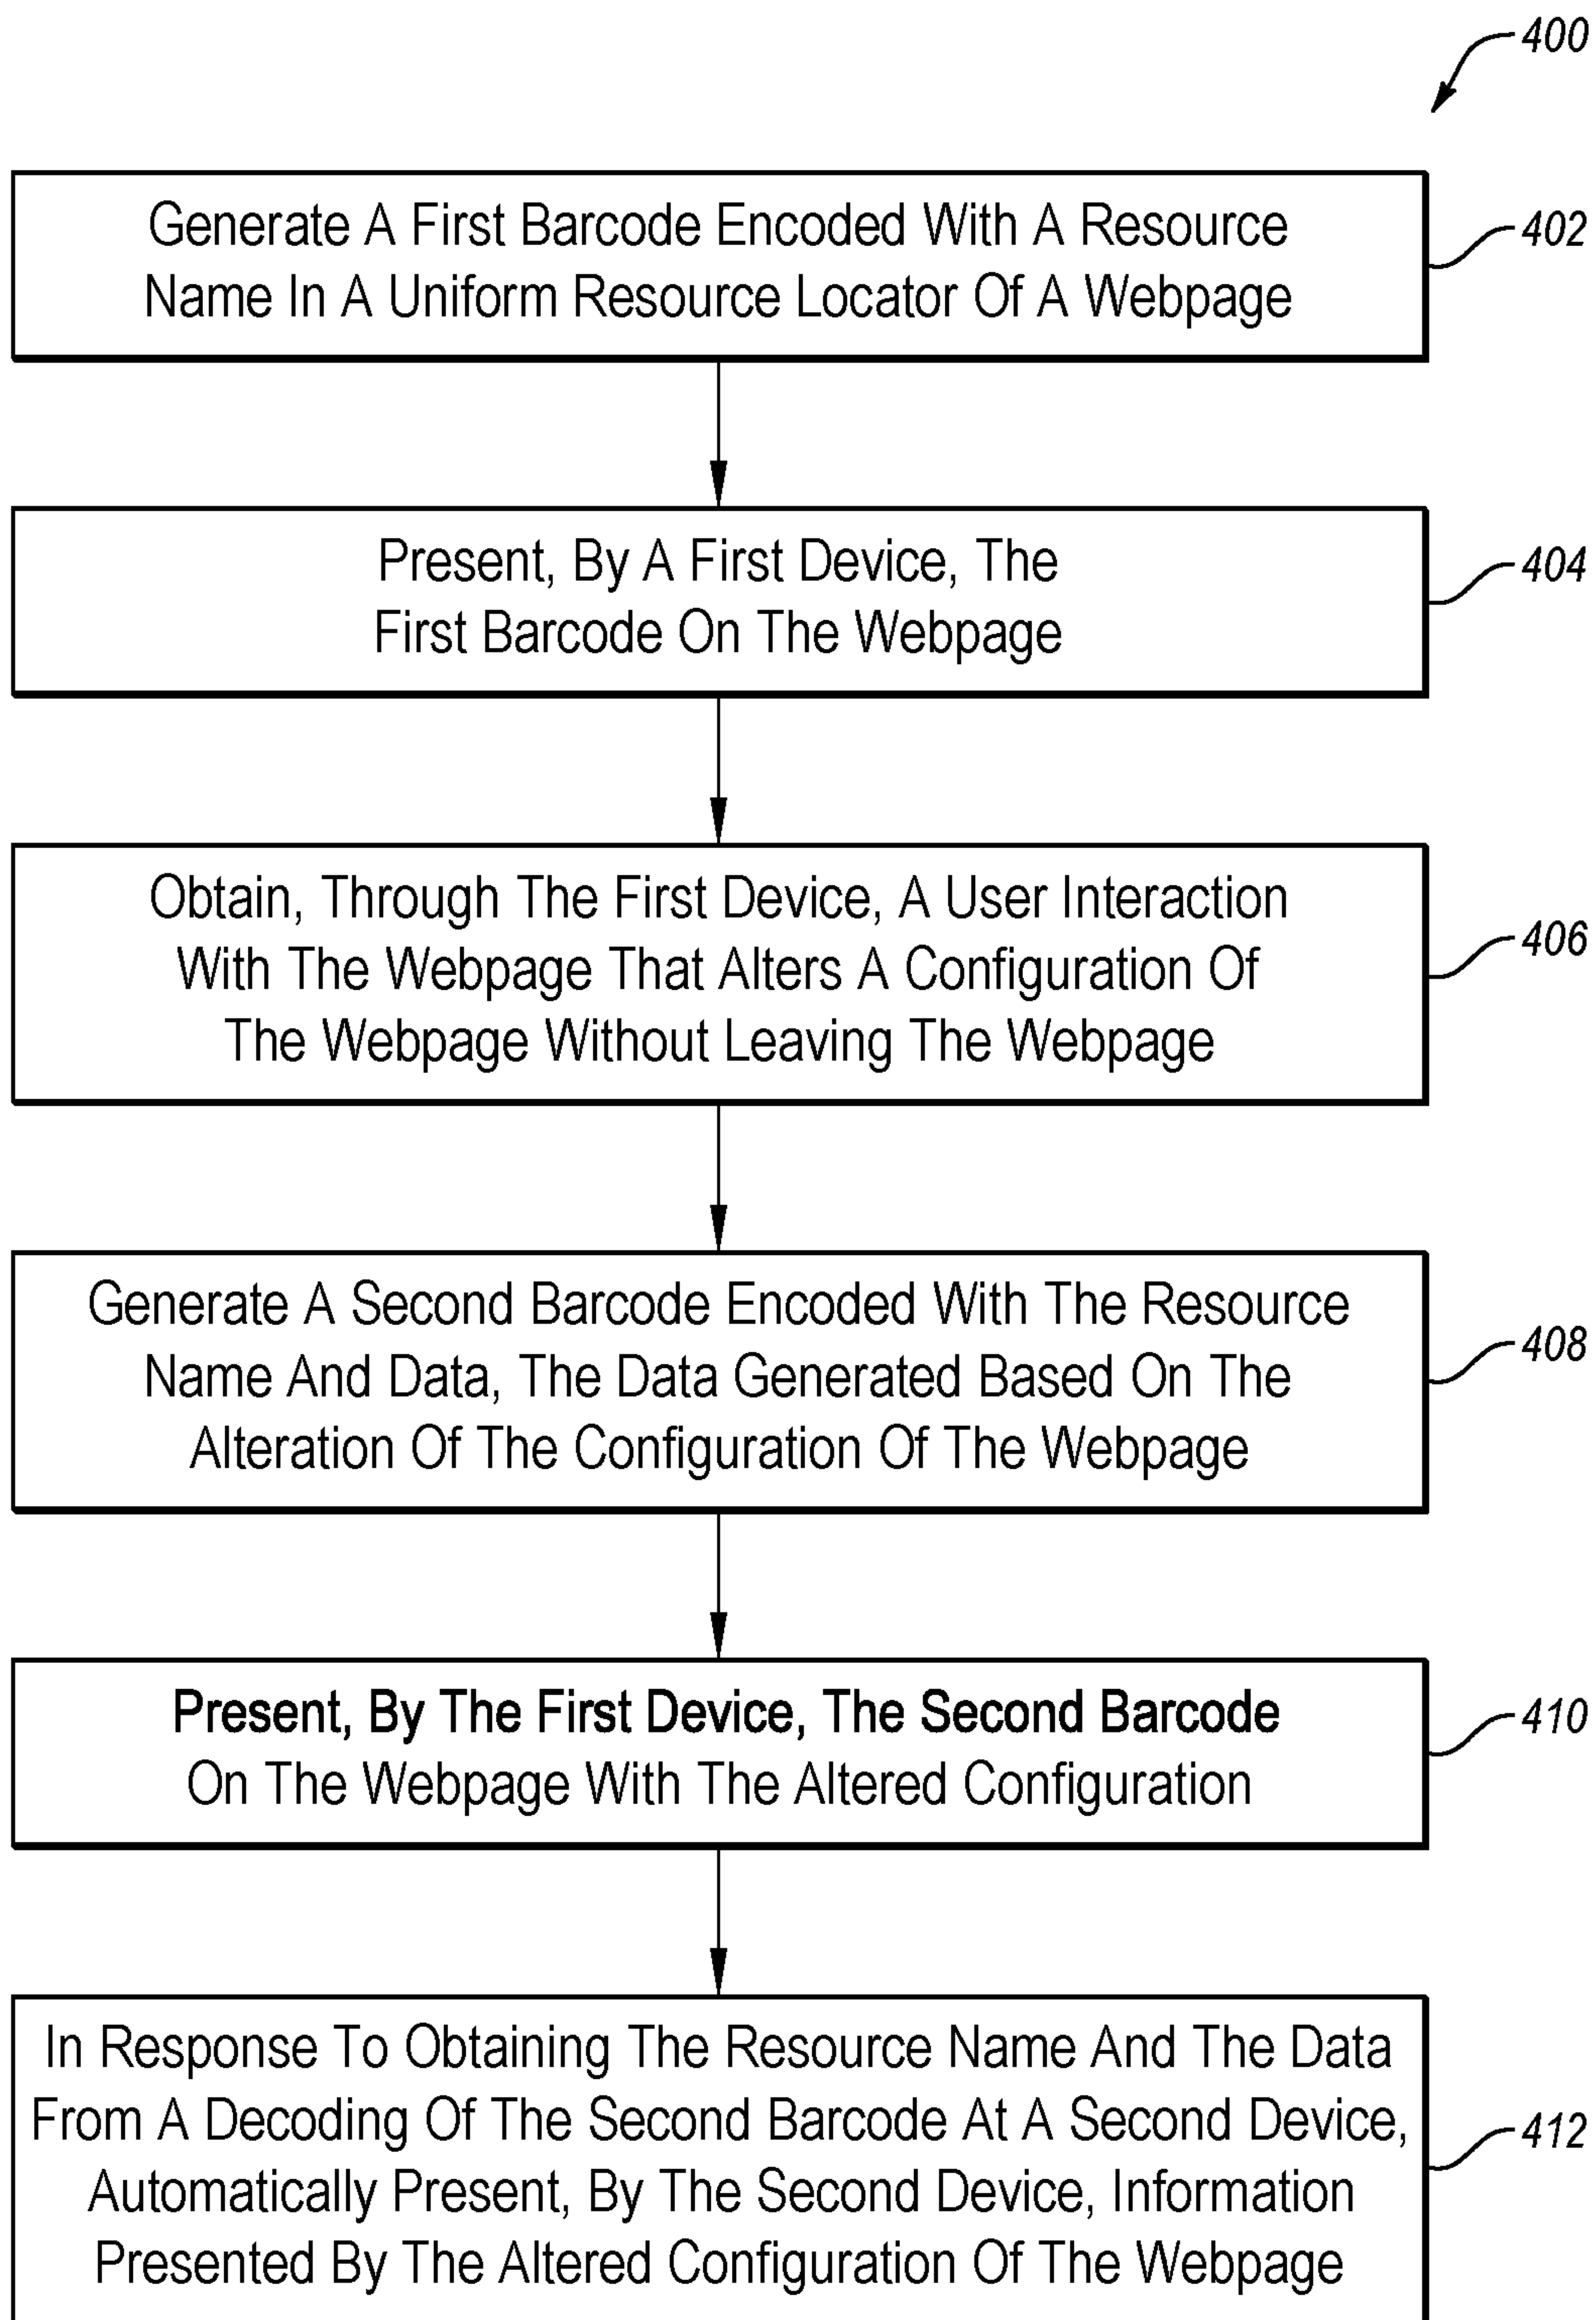 400
Generate A First Barcode Encoded With A Resource
Name In A Uniform Resource Locator Of A Webpage
402
Present, By A First Device, The
First Barcode On The Webpage
404
Obtain, Through The First Device, A User Interaction
With The Webpage That Alters A Configuration Of
The Webpage Without Leaving The Webpage
406
Generate A Second Barcode Encoded With The Resource
Name And Data, The Data Generated Based On The
Alteration Of The Configuration Of The Webpage
408
Present, By The First Device, The Second Barcode
On The Webpage With The Altered Configuration
410
In Response To Obtaining The Resource Name And The Data
From A Decoding Of The Second Barcode At A Second Device,
Automatically Present, By The Second Device, Information
Presented By The Altered Configuration Of The Webpage
412